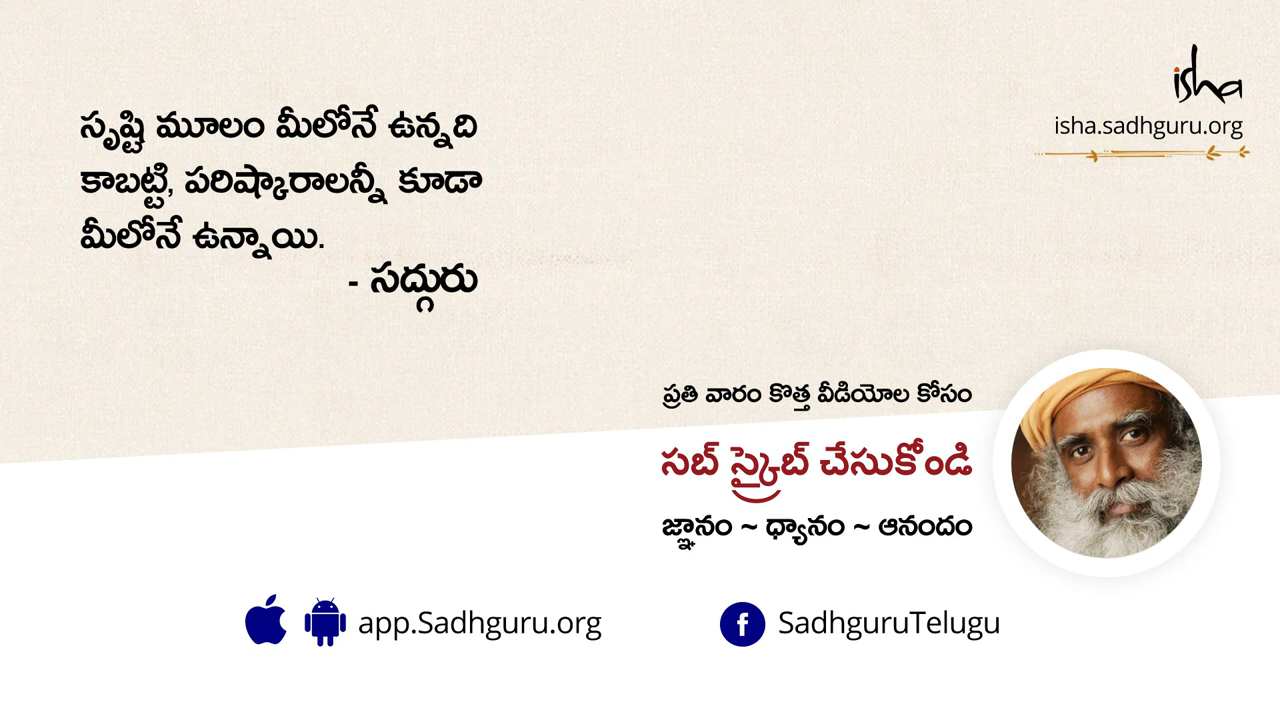 isha
isha.sadhguru.org
సృష్టి మూలం మీలోనే ఉన్నది
కాబట్టి, పరిష్కారాలన్నీ కూడా
మీలోనే ఉన్నాయి.
- సద్గురు
ప్రతి వారం కొత్త వీడియోల కోసం
సబ్ స్క్రైబ్ చేసుకోండి
జ్ఞానం ~ ధ్యానం ~ ఆనందం
app.Sadhguru.org
SadhguruTelugu